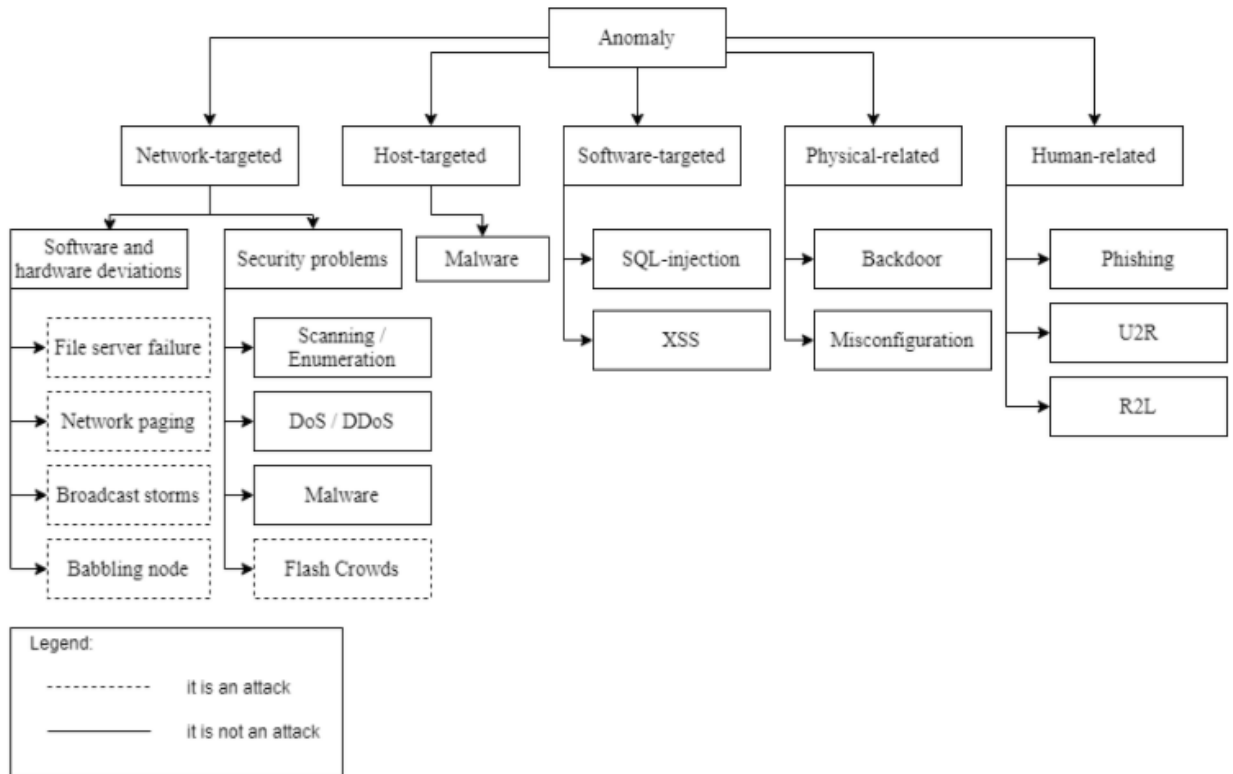 Anomaly
Network-targeted
Host-targeted
Software-targeted
Physical-related
Human-related
Software and
hardware deviations
Security problems
Malware
SQL-injection
Backdoor
Phishing
File server failure
Scanning /
Enumeration
XSS
Misconfiguration
U2R
Network paging
DoS / DDoS
R2L
Broadcast storms
Malware
Babbling node
Flash Crowds
Legend:
it is an attack
it is not an attack